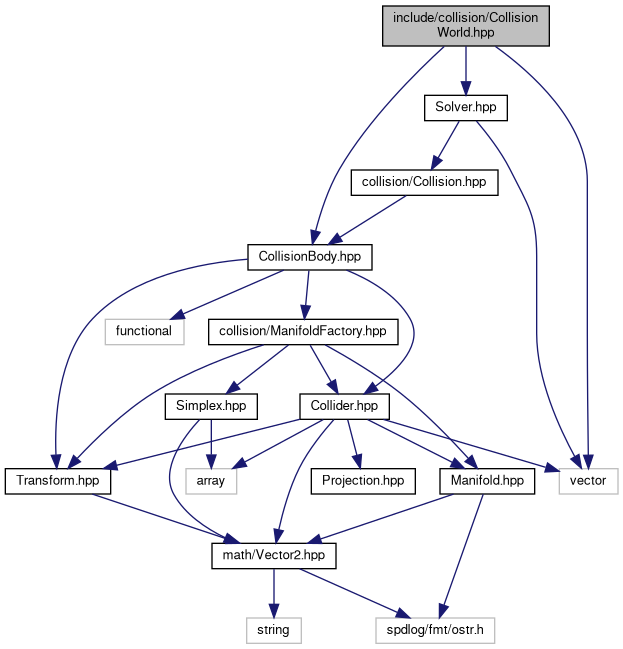 include/collision/Collision
World.hpp
Solver.hpp
collision/Collision.hpp
CollisionBody.hpp
functional
collision/ManifoldFactory.hpp
Simplex.hpp
Collider.hpp
Transform.hpp
array
Projection.hpp
Manifold.hpp
vector
math/Vector2.hpp
string
spdlog/fmt/ostr.h